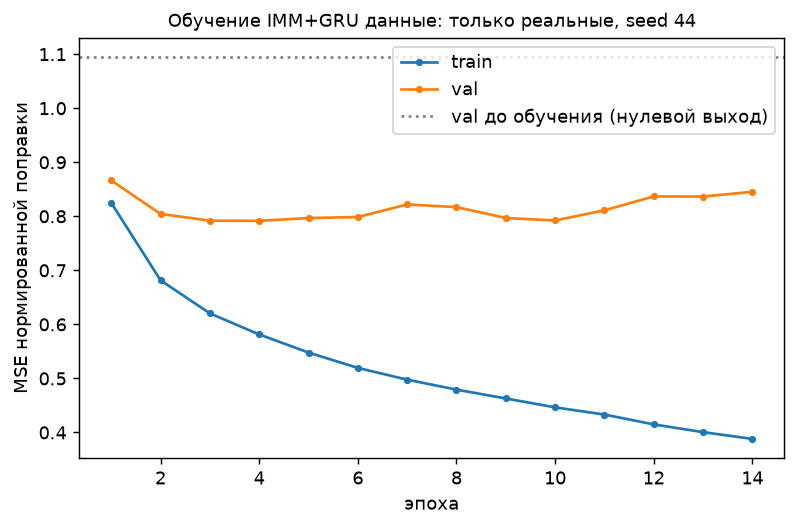 Обучение IMM+GRU данные: только реальные, seed 44
MSE нормированной поправки
1.1
1.0
0.9
0.8
0.7
0.6
0.5
0.4
train
val
val до обучения (нулевой выход)
2 4 6 8 10 12 14
эпоха